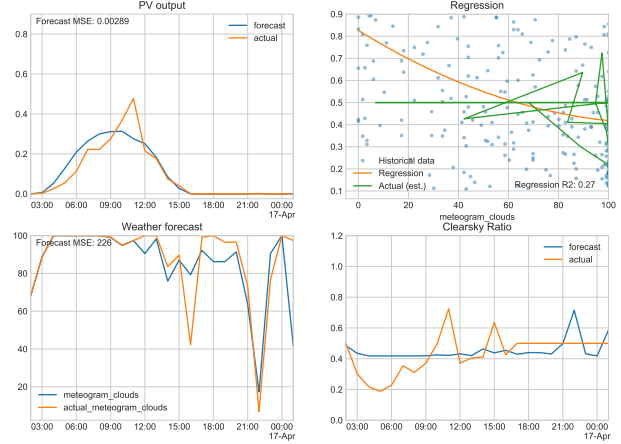 PV output
Forecast MSE: 0.00289
forecast
actual
0.8
0.6
0.4
0.2
0.0
03:00 06:00 09:00 12:00 15:00 18:00 21:00 00:00
17-Apr
Regression
0.9
0.8
0.7
0.6
0.5
0.4
0.3
0.2
0.1
Historical data
Regression
Actual (est.)
Regression R2: 0.27
0 20 40 60 80 100
meteogram_clouds
Weather forecast
Forecast MSE: 226
100
80
60
40
20
meteogram_clouds
actual_meteogram_clouds
03:00 06:00 09:00 12:00 15:00 18:00 21:00 00:00
17-Apr
Clearsky Ratio
forecast
actual
1.2
1.0
0.8
0.6
0.4
0.2
0.0
03:00 06:00 09:00 12:00 15:00 18:00 21:00 00:00
17-Apr